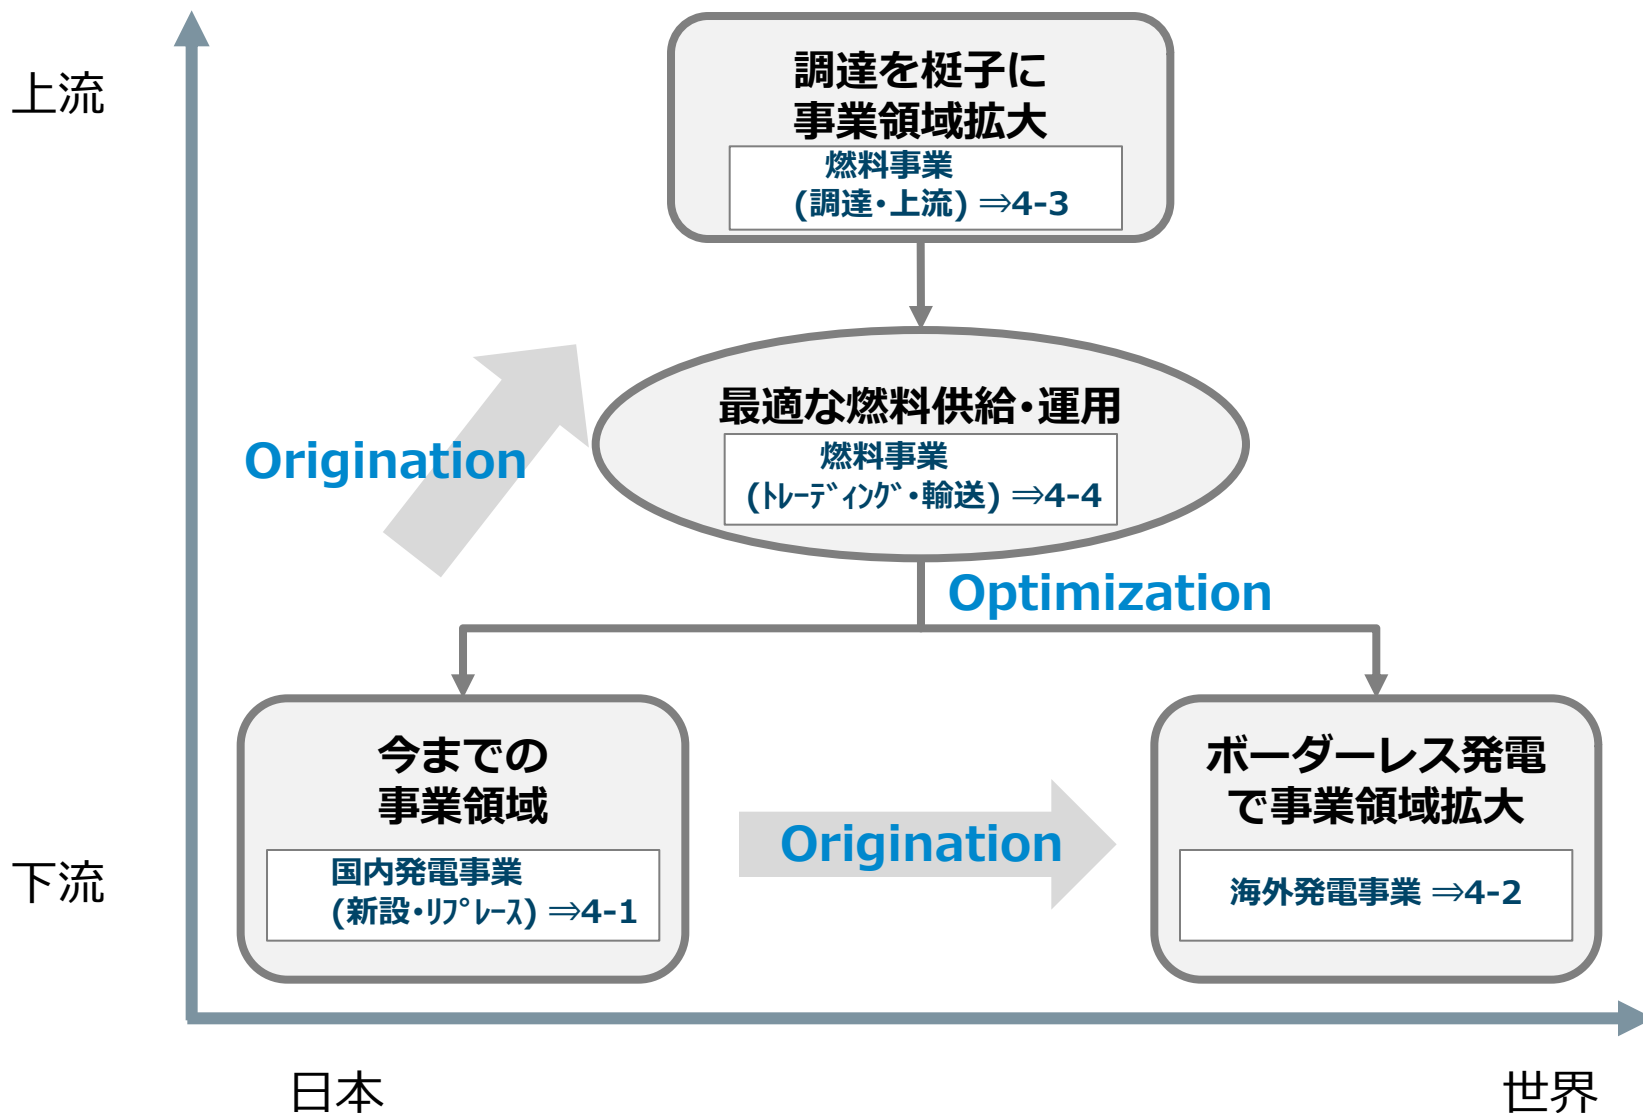 上流
調達を梃子に
事業領域拡大
燃料事業
(調達・上流) ⇒4-3
最適な燃料供給・運用
燃料事業
(ﾄﾚｰﾃﾞｨﾝｸﾞ・輸送) ⇒4-4
Origination
Optimization
今までの
事業領域
国内発電事業
(新設・ﾘﾌﾟﾚｰｽ) ⇒4-1
Origination
ボーダーレス発電
で事業領域拡大
海外発電事業 ⇒4-2
下流
日本
世界